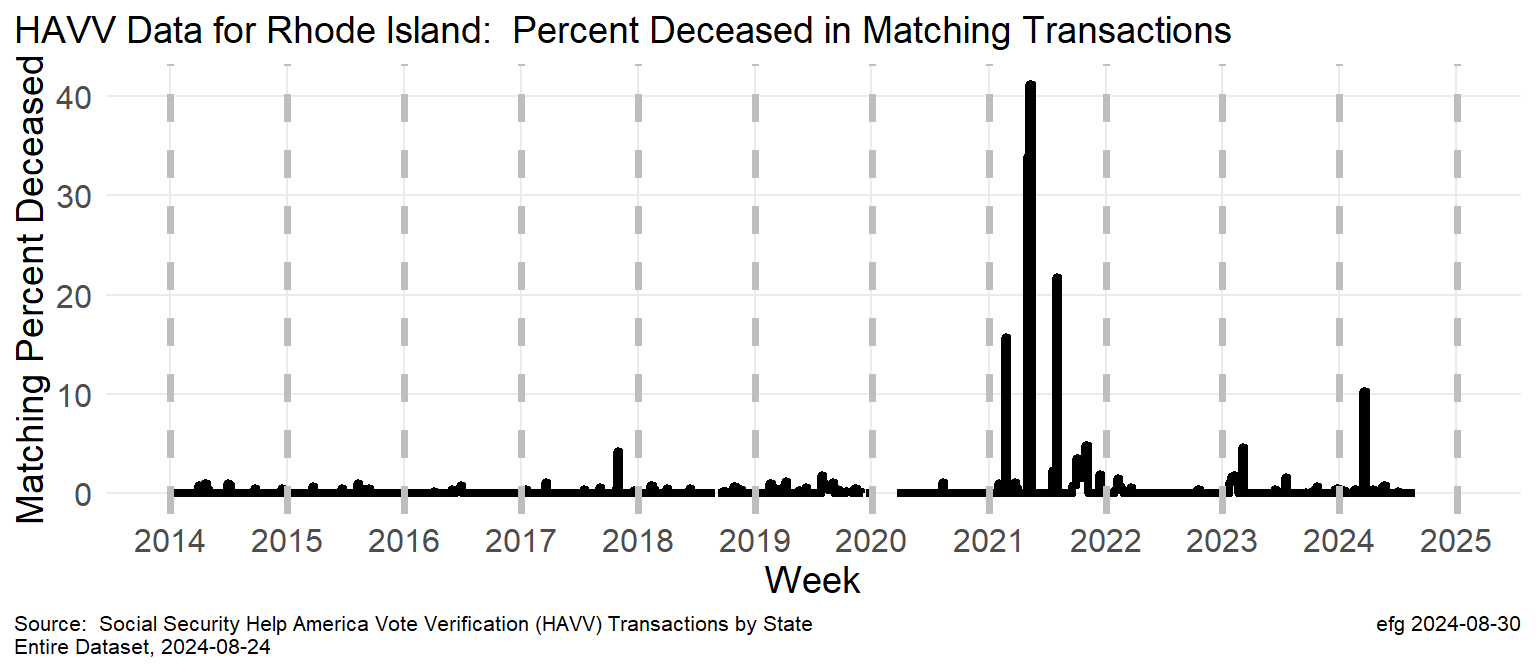 HAVV Data for Rhode Island:  Percent Deceased in Matching Transactions
Matching Percent Deceased
40
30
20
10
0
2014 2015 2016 2017 2018 2019 2020 2021 2022 2023 2024 2025
Week
Source:  Social Security Help America Vote Verification (HAVV) Transactions by State
Entire Dataset, 2024-08-24
efg 2024-08-30